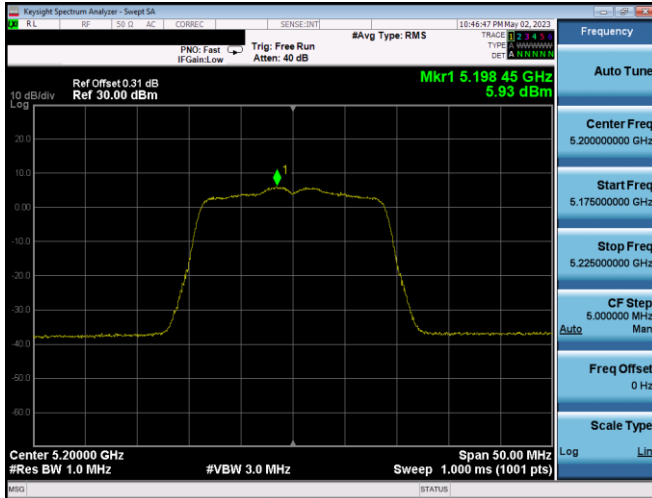 Keysight Spectrum Analyzer - Swept SA
RL RF 50 Ω AC CORREC SENSE:INT 10:46:47 PM May 02, 2023
#Avg Type: RMS TRACE 1 2 3 4 5 6
PNO: Fast Trig: Free Run TYPE A WWWWW
IFGain:Low Atten: 40 dB DET A N N N N N
Mkr1 5.198 45 GHz
Ref Offset 0.31 dB
10 dB/div Ref 30.00 dBm 5.93 dBm
Log
20.0
1
10.0
0.00
-10.0
-20.0
-30.0
-40.0
-50.0
-60.0
Center 5.20000 GHz Span 50.00 MHz
#Res BW 1.0 MHz #VBW 3.0 MHz Sweep 1.000 ms (1001 pts)
MSG STATUS
Frequency
Auto Tune
Center Freq
5.200000000 GHz
Start Freq
5.175000000 GHz
Stop Freq
5.225000000 GHz
CF Step
5.000000 MHz
Auto Man
Freq Offset
0 Hz
Scale Type
Log Lin